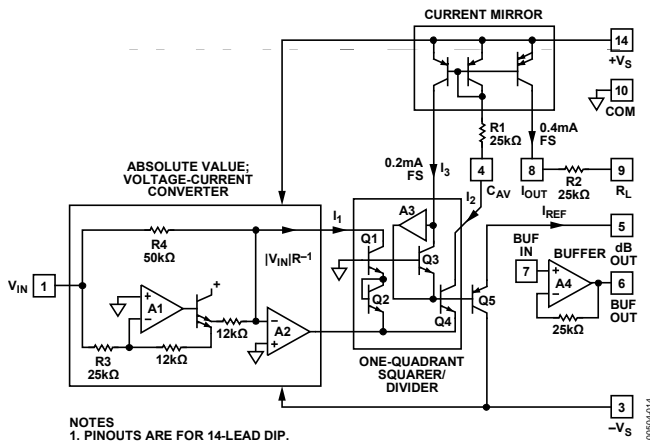 CURRENT MIRROR
14
+VS
10
COM
R1
25kΩ
0.4mA
FS
0.2mA
FS
I3
4
CAV
8
IOUT
R2
25kΩ
9
RL
ABSOLUTE VALUE;
VOLTAGE-CURRENT
CONVERTER
I2
IREF
5
dB
OUT
I1
A3
R4
50kΩ
|VIN|R–1
Q1
Q3
BUF
IN
7
BUFFER
A4
6
BUF
OUT
VIN
1
+
+
–
A1
Q2
Q4
Q5
+
–
25kΩ
12kΩ
–
+
A2
R3
25kΩ
12kΩ
ONE-QUADRANT
SQUARER/
DIVIDER
3
–VS
NOTES
1. PINOUTS ARE FOR 14-LEAD DIP.
00504-014